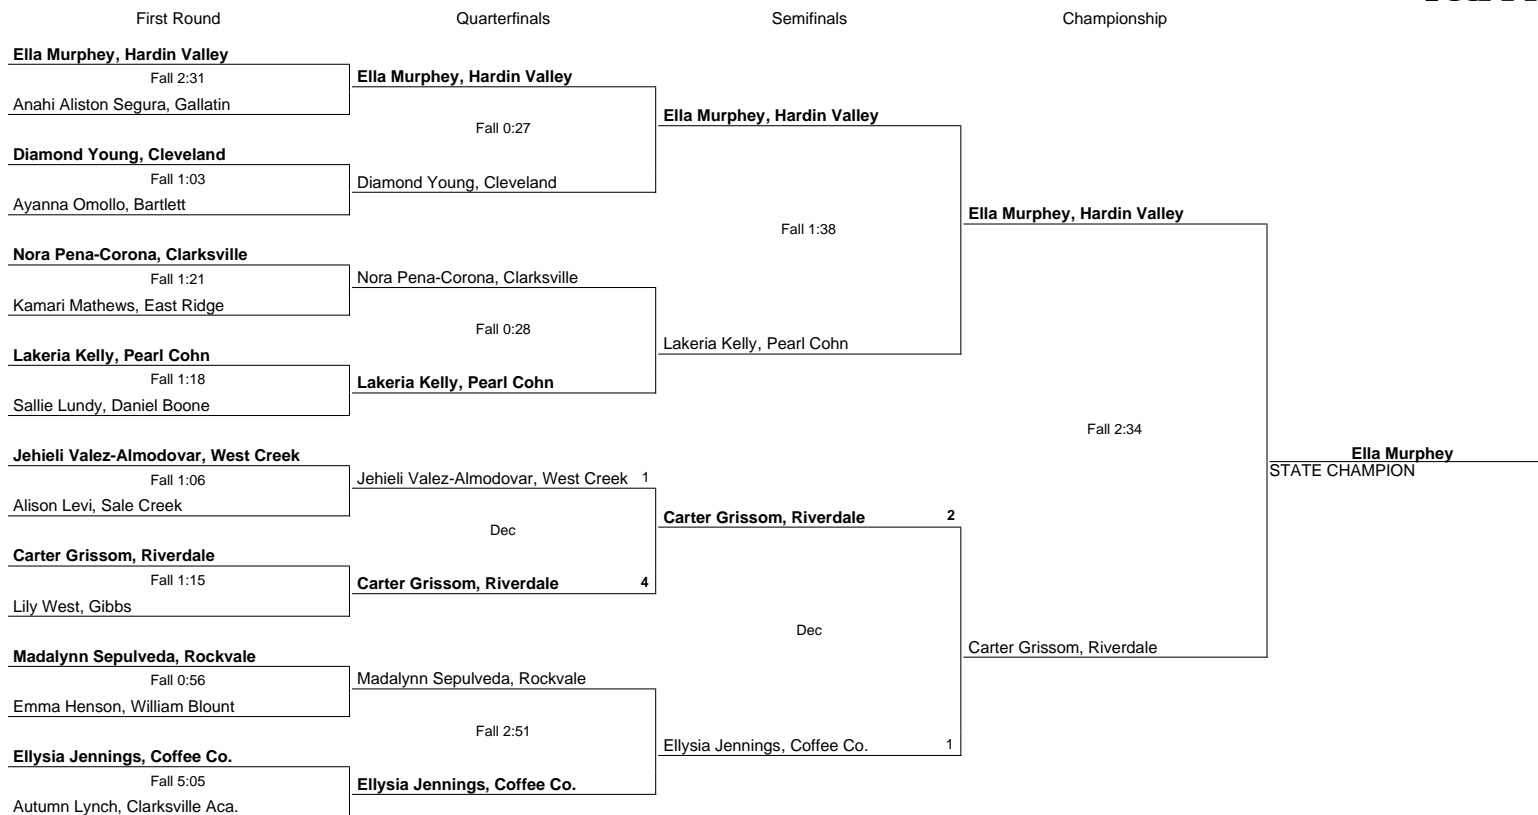 First Round Quarterfinals Semifinals Championship
Ella Murphey, Hardin Valley
Fall 2:31
Anahi Aliston Segura, Gallatin
Diamond Young, Cleveland
Fall 1:03
Ayanna Omollo, Bartlett
Nora Pena-Corona, Clarksville
Fall 1:21
Kamari Mathews, East Ridge
Lakeria Kelly, Pearl Cohn
Fall 1:18
Sallie Lundy, Daniel Boone
Jehieli Valez-Almodovar, West Creek
Fall 1:06
Alison Levi, Sale Creek
Carter Grissom, Riverdale
Fall 1:15
Lily West, Gibbs
Madalynn Sepulveda, Rockvale
Fall 0:56
Emma Henson, William Blount
Ellysia Jennings, Coffee Co.
Fall 5:05
Autumn Lynch, Clarksville Aca.
Ella Murphey, Hardin Valley
Fall 0:27
Diamond Young, Cleveland
Nora Pena-Corona, Clarksville
Fall 0:28
Lakeria Kelly, Pearl Cohn
Jehieli Valez-Almodovar, West Creek 1
Dec
Carter Grissom, Riverdale 4
Madalynn Sepulveda, Rockvale
Fall 2:51
Ellysia Jennings, Coffee Co.
Ella Murphey, Hardin Valley
Fall 1:38
Lakeria Kelly, Pearl Cohn
Carter Grissom, Riverdale 2
Dec
Ellysia Jennings, Coffee Co. 1
Ella Murphey, Hardin Valley
Fall 2:34
Carter Grissom, Riverdale
Ella Murphey
STATE CHAMPION